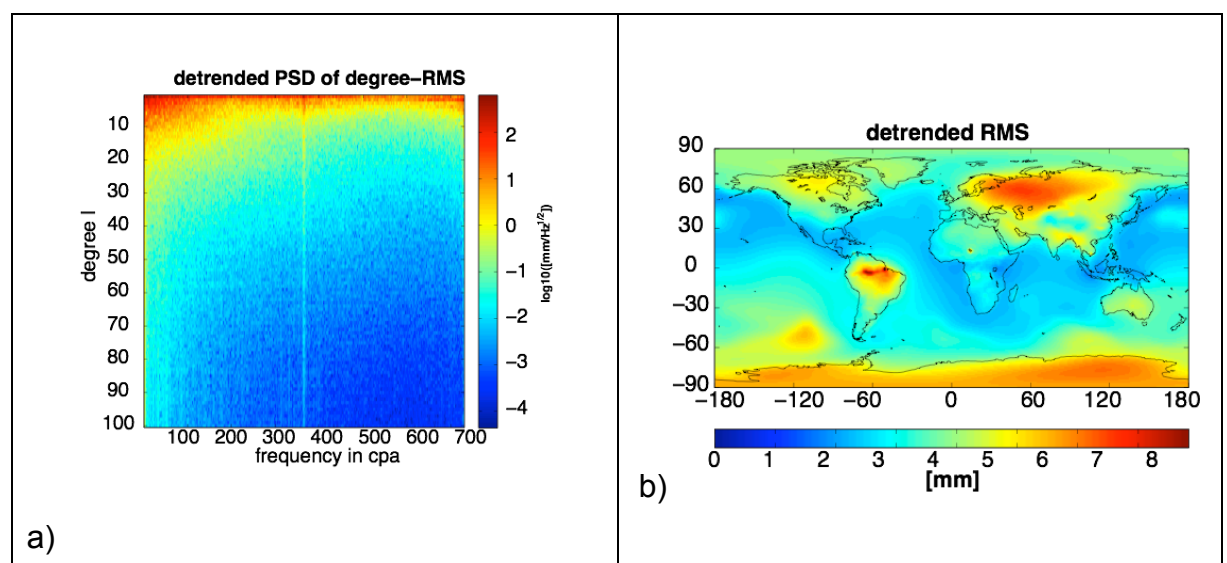 detrended PSD of degree-RMS
degree l
10
20
30
40
50
60
70
80
90
100
100 200 300 400 500 600 700
frequency in cpa
2
1
0
−1
−2
−3
−4
log10([mm/Hz^1/2])
a)
detrended RMS
90
60
30
0
−30
−60
−90
−180 −120 −60 0 60 120 180
0 1 2 3 4 5 6 7 8
[mm]
b)